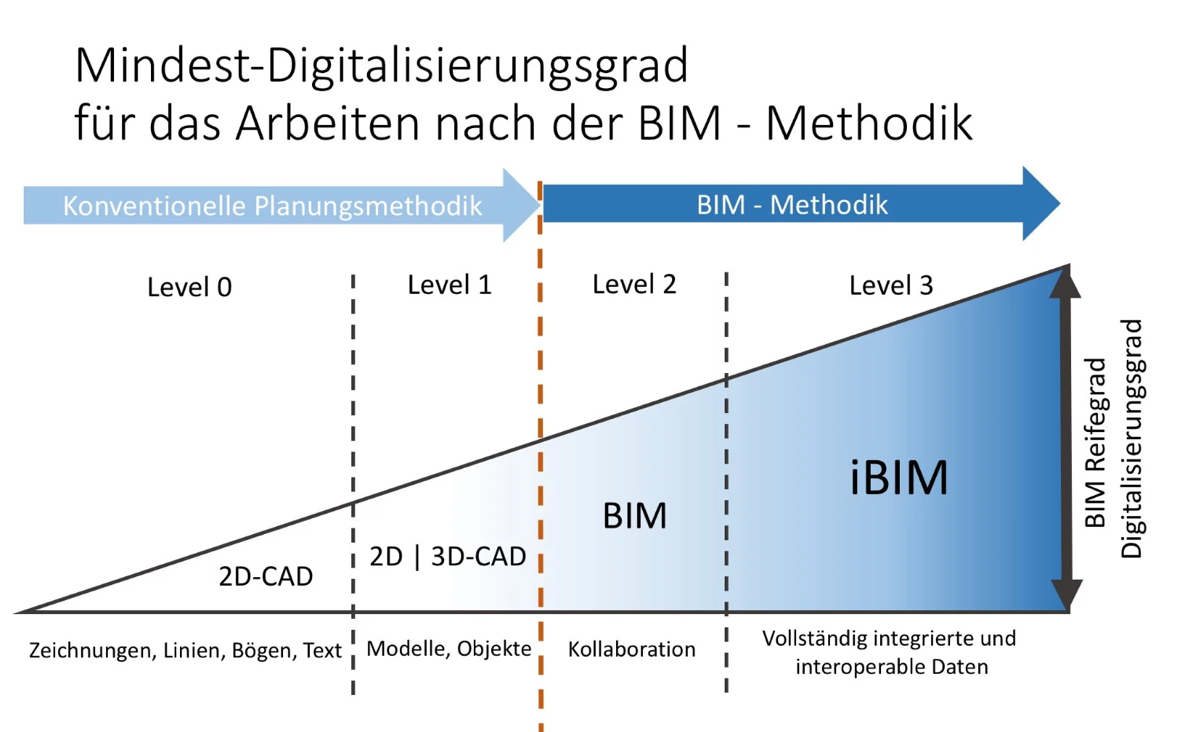 Mindest-Digitalisierungsgrad
für das Arbeiten nach der BIM - Methodik
Konventionelle Planungsmethodik
BIM - Methodik
Level 0
Level 1
Level 2
Level 3
2D-CAD
2D | 3D-CAD
BIM
iBIM
BIM Reifegrad
Digitalisierungsgrad
Zeichnungen, Linien, Bögen, Text
Modelle, Objekte
Kollaboration
Vollständig integrierte und
interoperable Daten